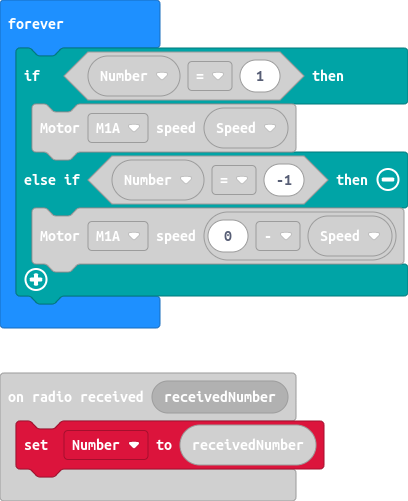 forever
if Number = 1 then
Motor M1A speed Speed
else if Number = -1 then
Motor M1A speed 0 - Speed
on radio received receivedNumber
set Number to receivedNumber